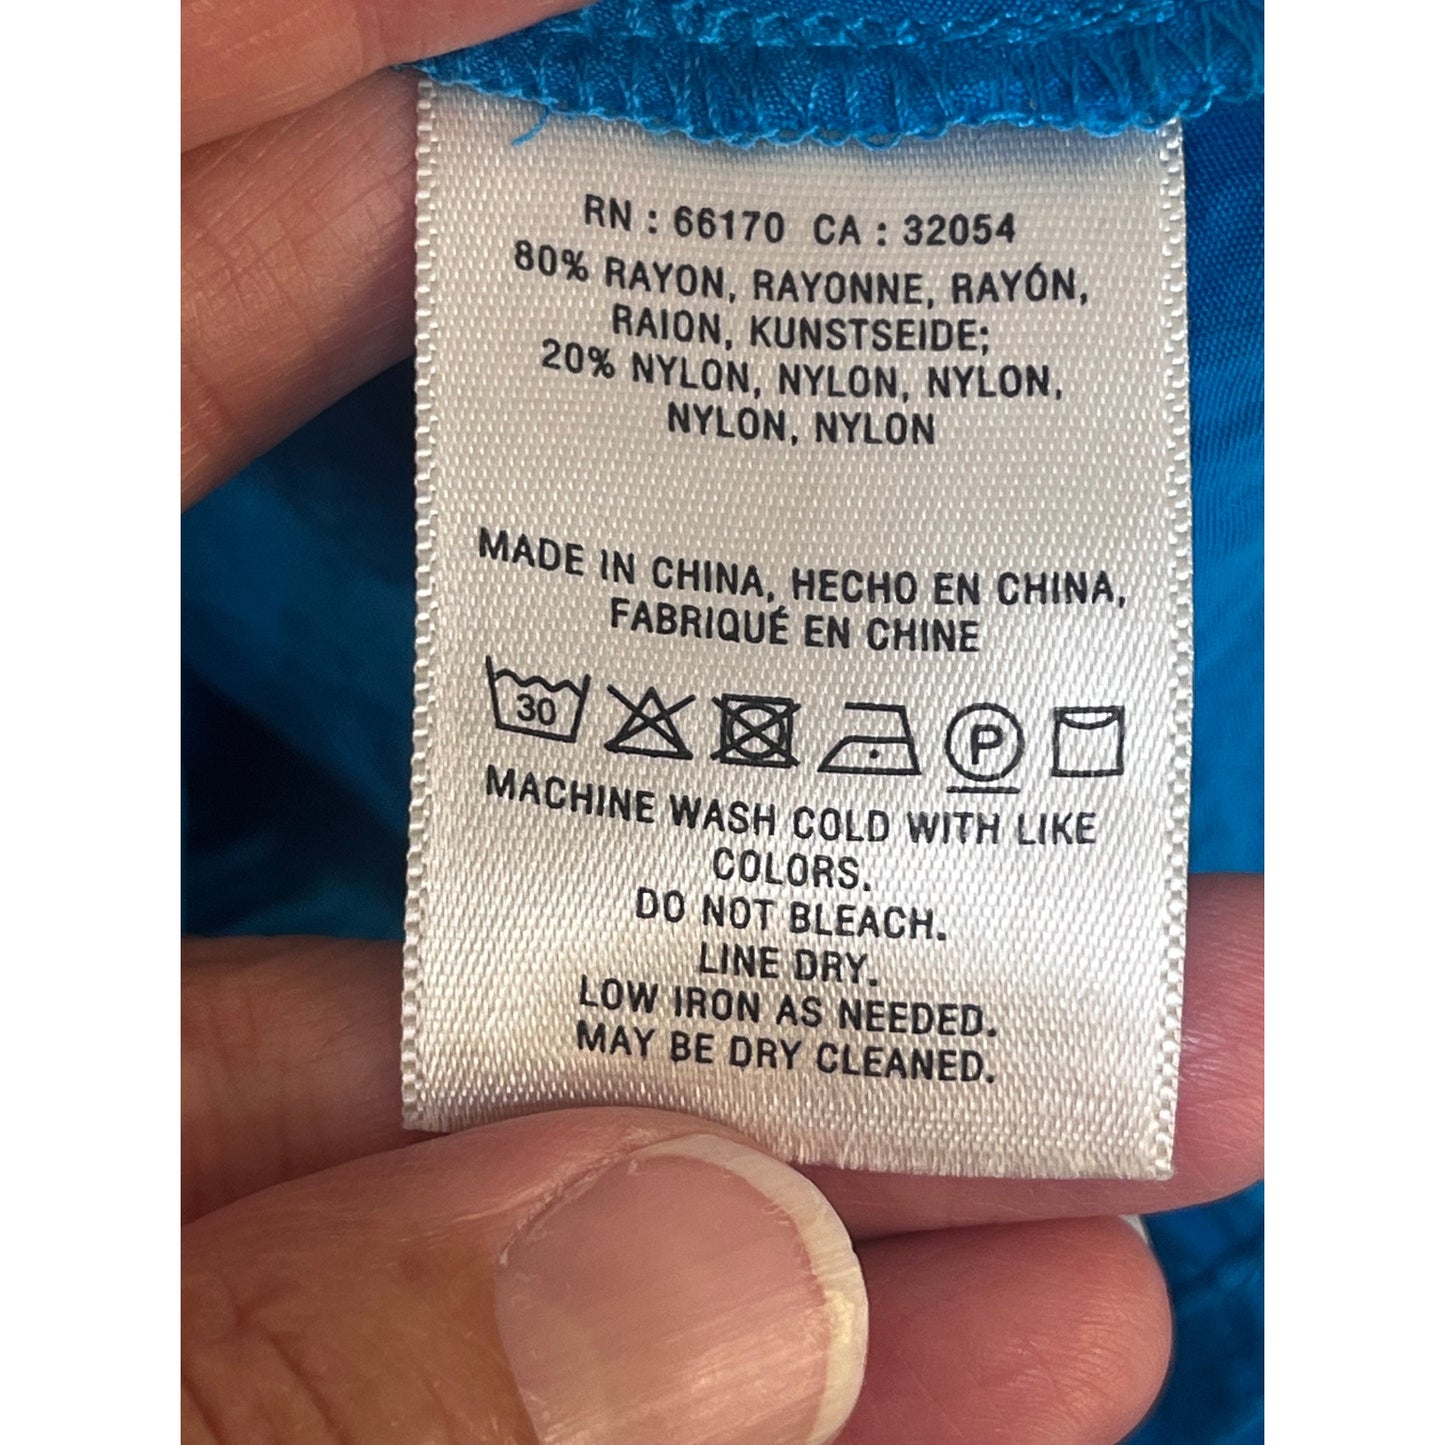 RN : 66170 CA : 32054
80% RAYON, RAYONNE, RAYÓN,
RAION, KUNSTSEIDE;
20% NYLON, NYLON, NYLON,
NYLON, NYLON
MADE IN CHINA, HECHO EN CHINA,
FABRIQUÉ EN CHINE
30 P
MACHINE WASH COLD WITH LIKE
COLORS.
DO NOT BLEACH.
LINE DRY.
LOW IRON AS NEEDED.
MAY BE DRY CLEANED.